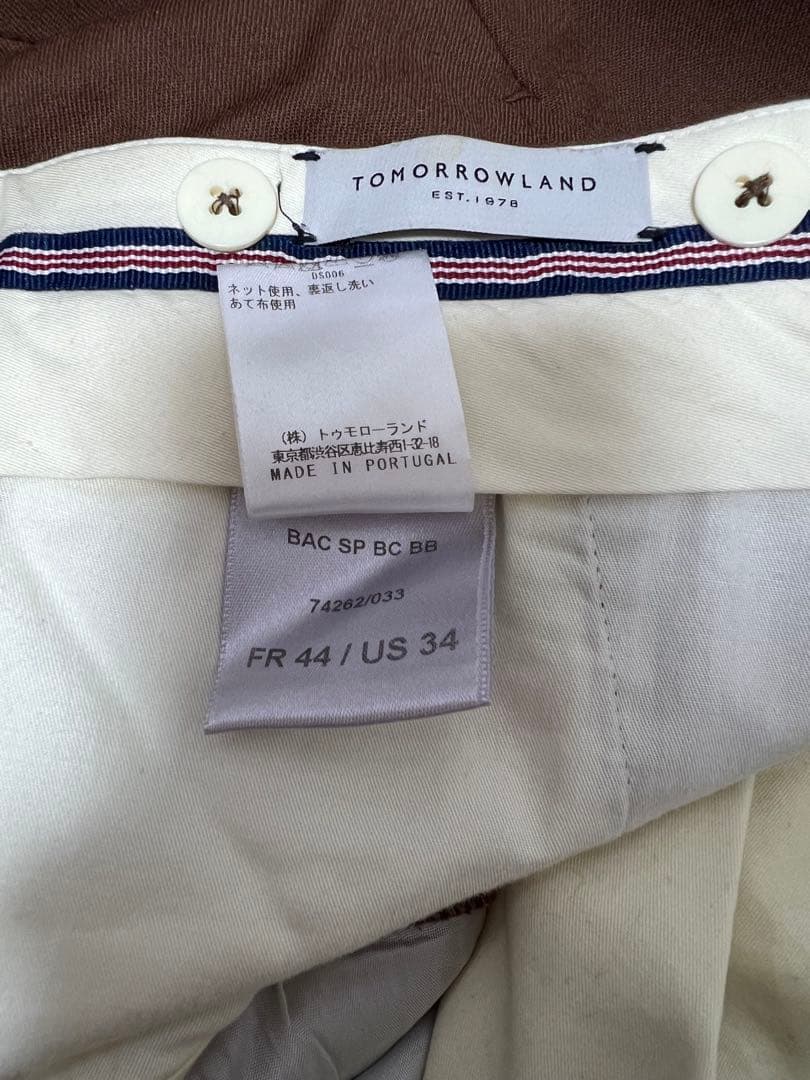 TOMORROWLAND
EST.1978
DS006
ネット使用、裏返し洗い
あて布使用
(株) トゥモローランド
東京都渋谷区恵比寿西1-32-18
MADE IN PORTUGAL
BAC SP BC BB
74262/033
FR 44 / US 34